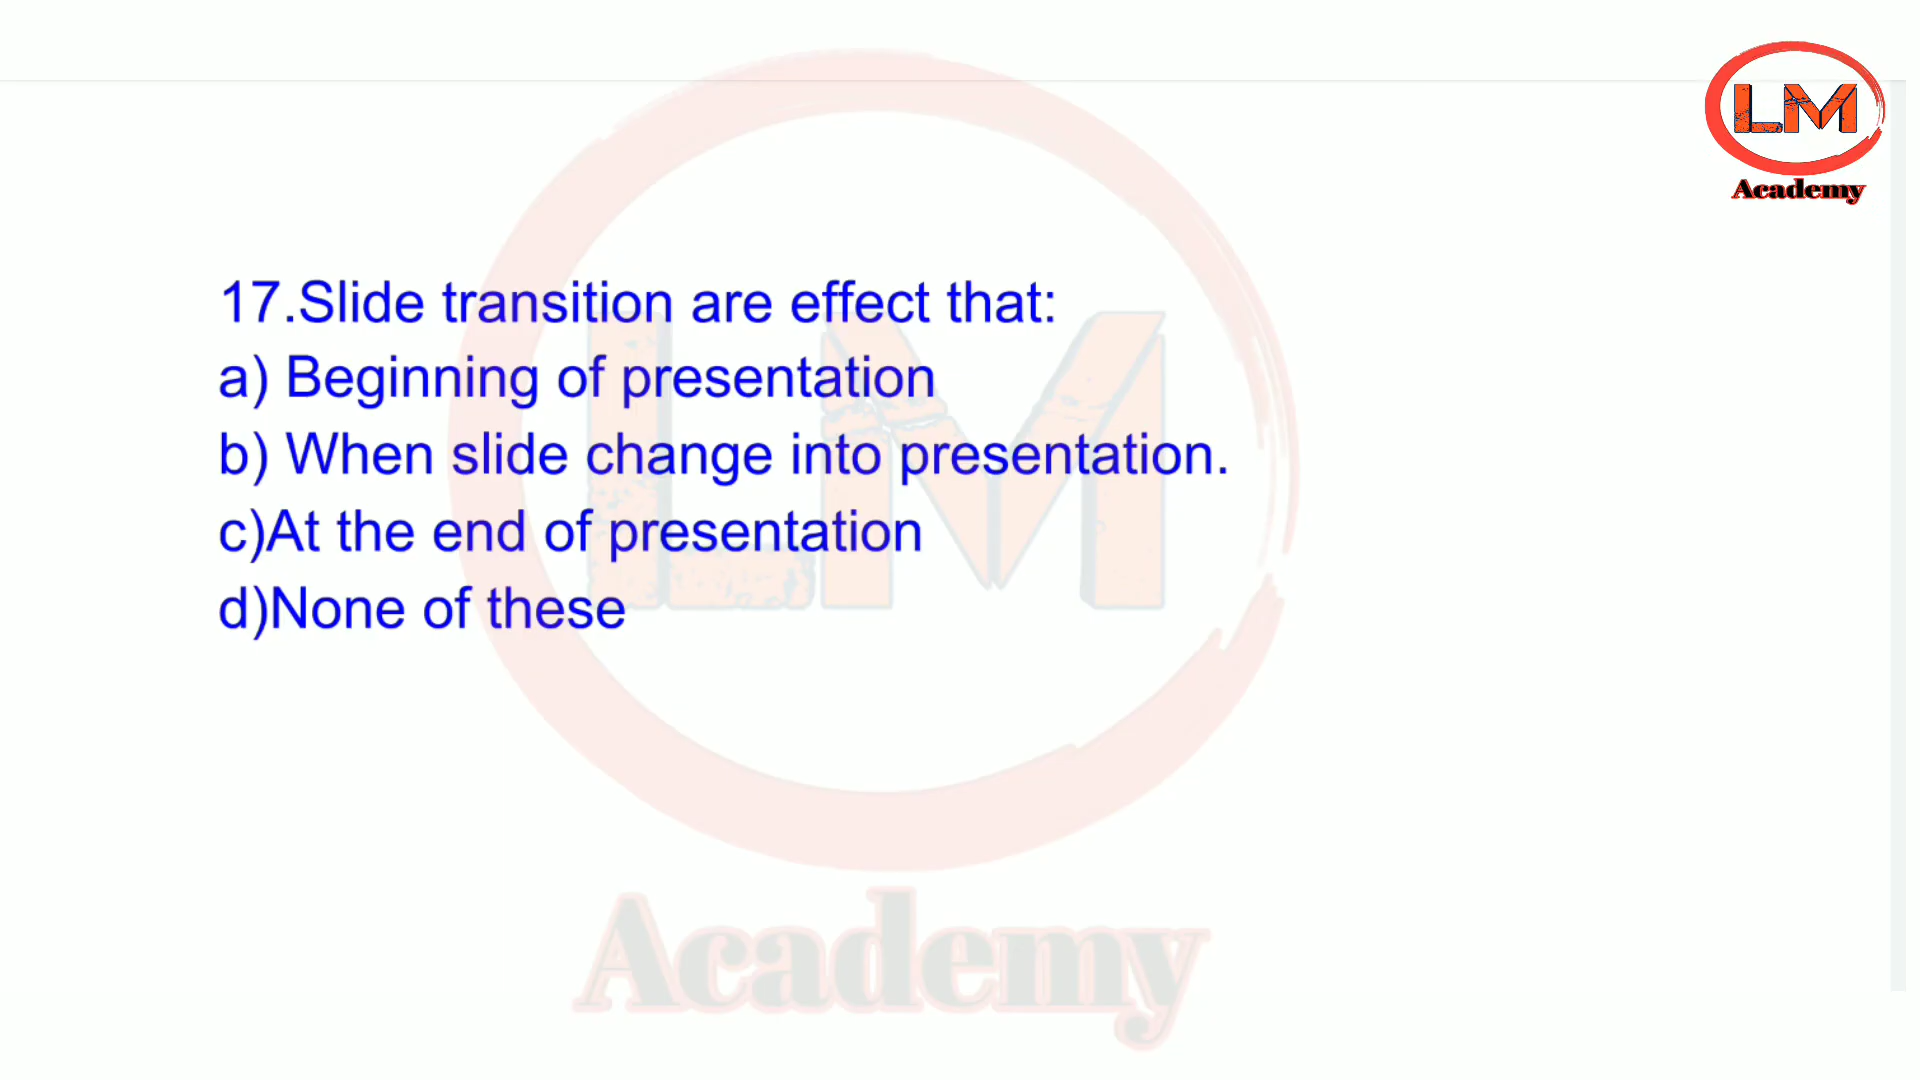 LM
Academy
17.Slide transition are effect that:
a) Beginning of presentation
b) When slide change into presentation.
c)At the end of presentation
d)None of these
LM
Academy